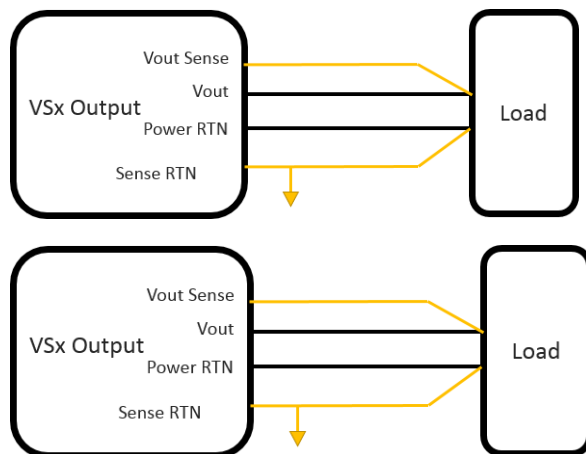 Vout Sense
Vout
VSx Output
Power RTN
Sense RTN
Load
Vout Sense
Vout
VSx Output
Power RTN
Sense RTN
Load